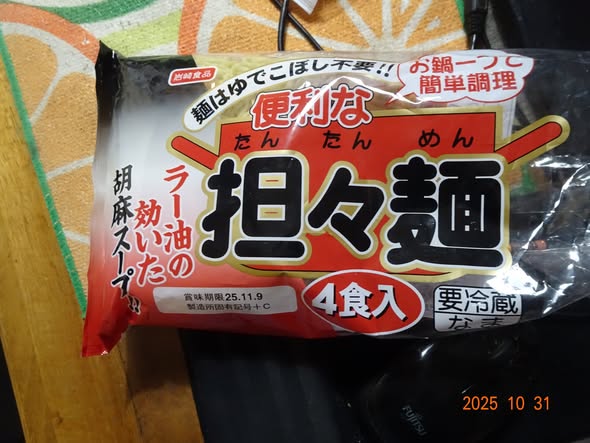 岩崎食品
麺はゆでこぼし不要!!
お鍋一つで
簡単調理
便利な
たん たん めん
担々麺
ラー油の
効いた
胡麻スープ!!
賞味期限25.11.9
製造所固有記号+C
4食入
要冷蔵
なま
FUJITSU
2025 10 31